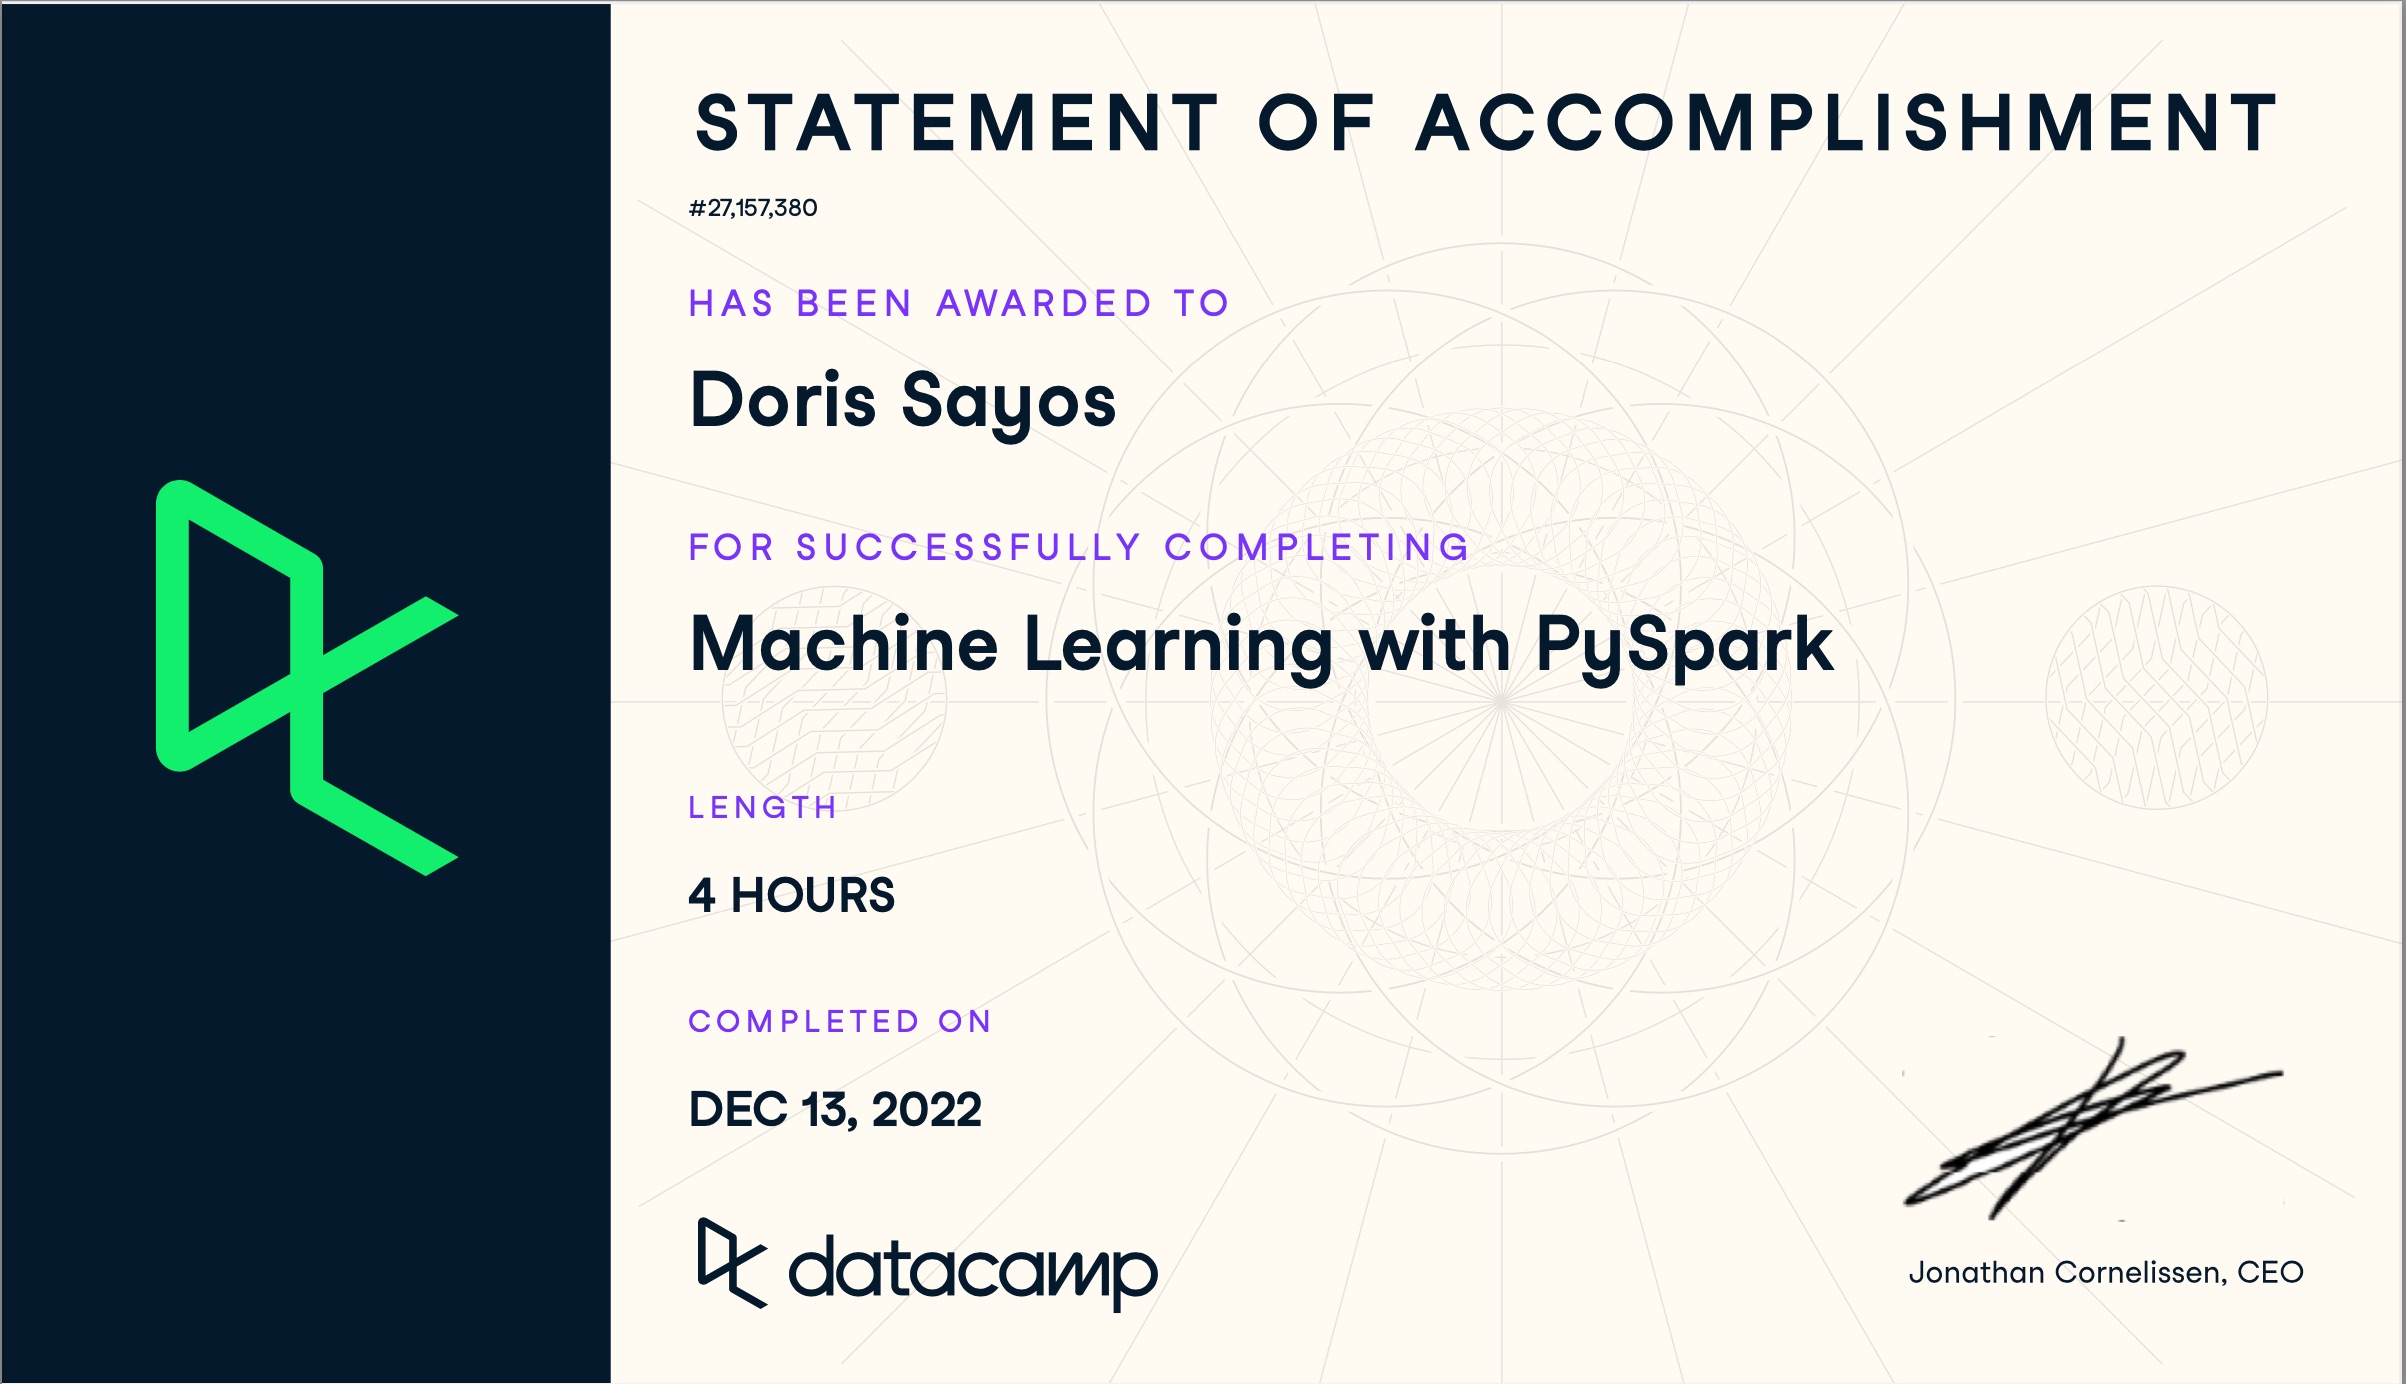 STATEMENT OF ACCOMPLISHMENT
#27,157,380
HAS BEEN AWARDED TO
Doris Sayos
FOR SUCCESSFULLY COMPLETING
Machine Learning with PySpark
LENGTH
4 HOURS
COMPLETED ON
DEC 13, 2022
datacamp
Jonathan Cornelissen, CEO